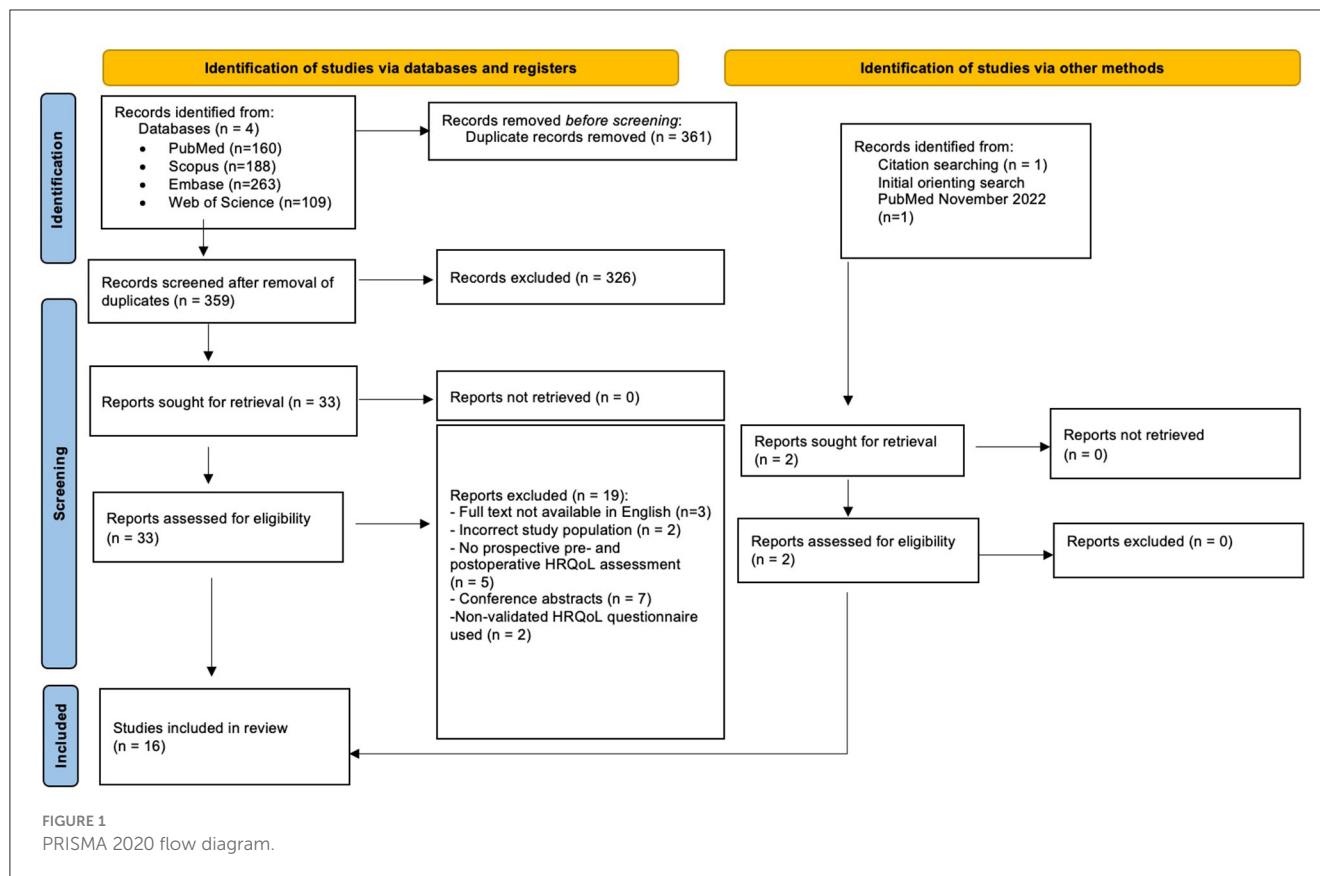 Identification of studies via databases and registers
Identification of studies via other methods
Identification
Records identified from:
Databases (n = 4)
• PubMed (n=160)
• Scopus (n=188)
• Embase (n=263)
• Web of Science (n=109)
Records removed before screening:
Duplicate records removed (n = 361)
Records identified from:
Citation searching (n = 1)
Initial orienting search
PubMed November 2022
(n=1)
Screening
Records screened after removal of
duplicates (n = 359)
Records excluded (n = 326)
Reports sought for retrieval (n = 33)
Reports not retrieved (n = 0)
Reports sought for retrieval
(n = 2)
Reports not retrieved
(n = 0)
Reports assessed for eligibility
(n = 33)
Reports excluded (n = 19):
- Full text not available in English (n=3)
- Incorrect study population (n = 2)
- No prospective pre- and
postoperative HRQoL assessment
(n = 5)
- Conference abstracts (n = 7)
-Non-validated HRQoL questionnaire
used (n = 2)
Reports assessed for eligibility
(n = 2)
Reports excluded (n = 0)
Included
Studies included in review
(n = 16)
FIGURE 1
PRISMA 2020 flow diagram.